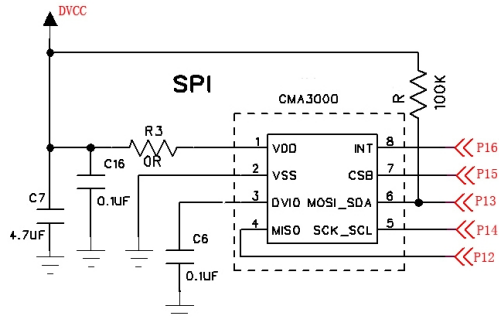 DVCC
SPI
CMA3000
R
100K
R3
0R
1 VDD INT 8 P16
C16
0.1UF
2 VSS CSB 7 P15
C7
4.7UF
3 DVIO MOSI_SDA 6 P13
4 MISO SCK_SCL 5 P14
C6
0.1UF
P12